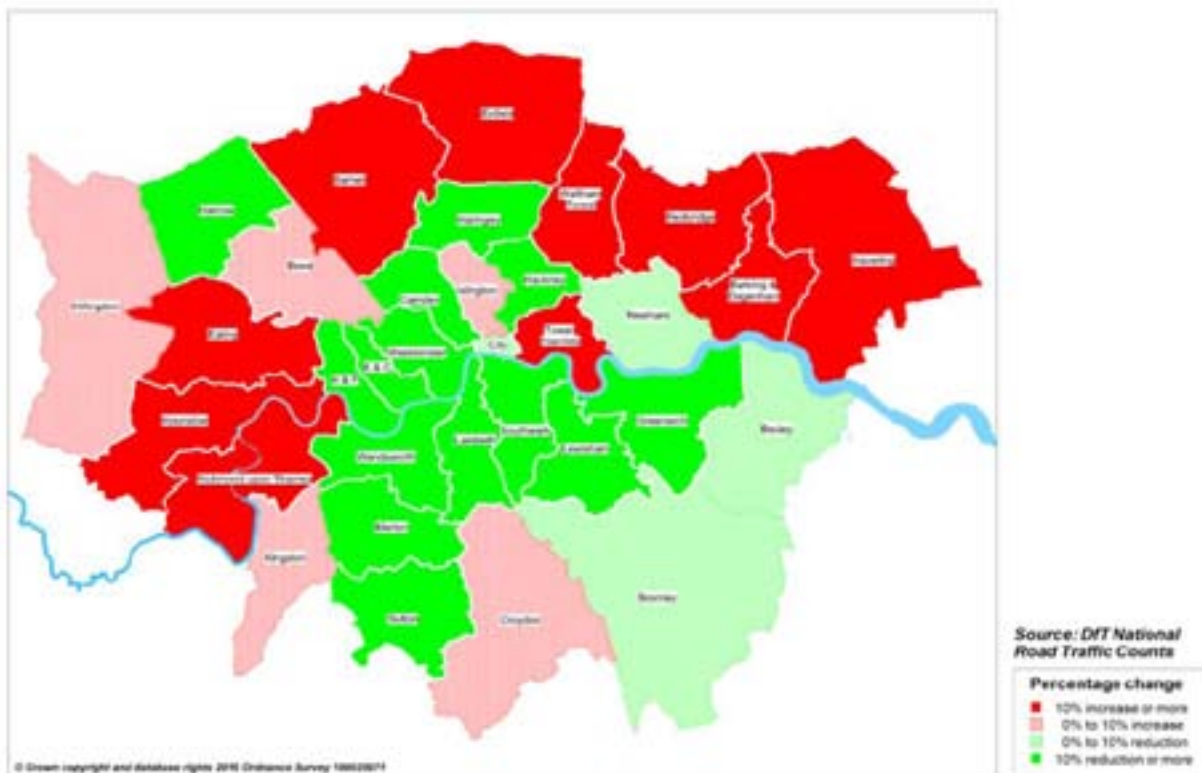 Enfield
Barnet
Waltham
Forest
Harrow
Haringey
Redbridge
Havering
Brent
Hackney
Barking &
Dagenham
Hillingdon
Camden
Islington
Newham
Ealing
Tower
Hamlets
Westminster
City
K & C
H & F
Hounslow
Southwark
Greenwich
Bexley
Lambeth
Wandsworth
Lewisham
Richmond upon Thames
Merton
Kingston
Bromley
Sutton
Croydon
Source: DfT National
Road Traffic Counts
Percentage change
10% increase or more
0% to 10% increase
0% to 10% reduction
10% reduction or more
© Crown copyright and database rights 2016 Ordnance Survey